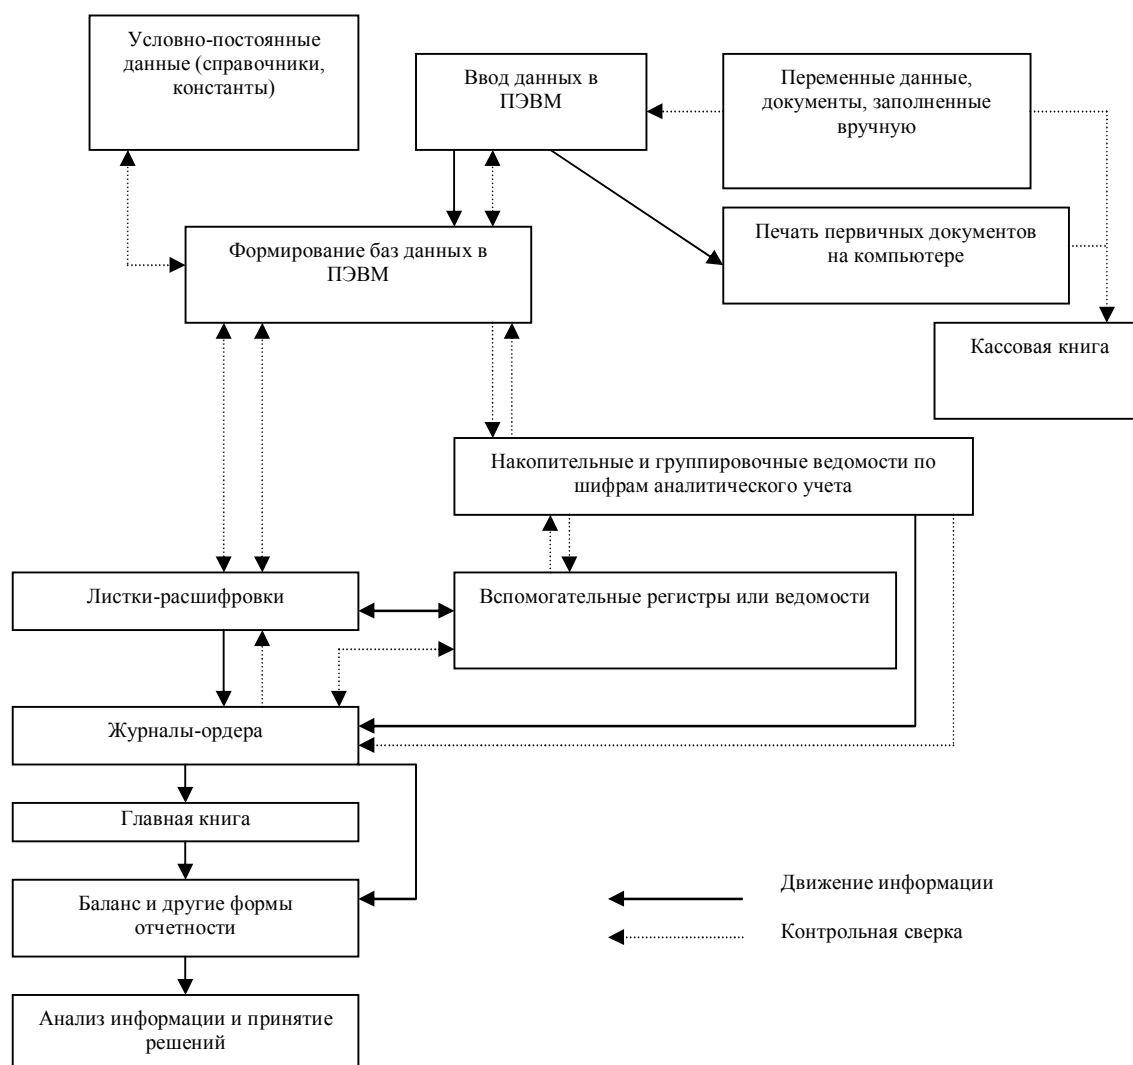 Условно-постоянные
данные (справочники,
константы)
Ввод данных в
ПЭВМ
Переменные данные,
документы, заполненные
вручную
Печать первичных документов
на компьютере
Формирование баз данных в
ПЭВМ
Кассовая книга
Накопительные и группировочные ведомости по
шифрам аналитического учета
Листки-расшифровки
Вспомогательные регистры или ведомости
Журналы-ордера
Главная книга
Баланс и другие формы
отчетности
Движение информации
Контрольная сверка
Анализ информации и принятие
решений